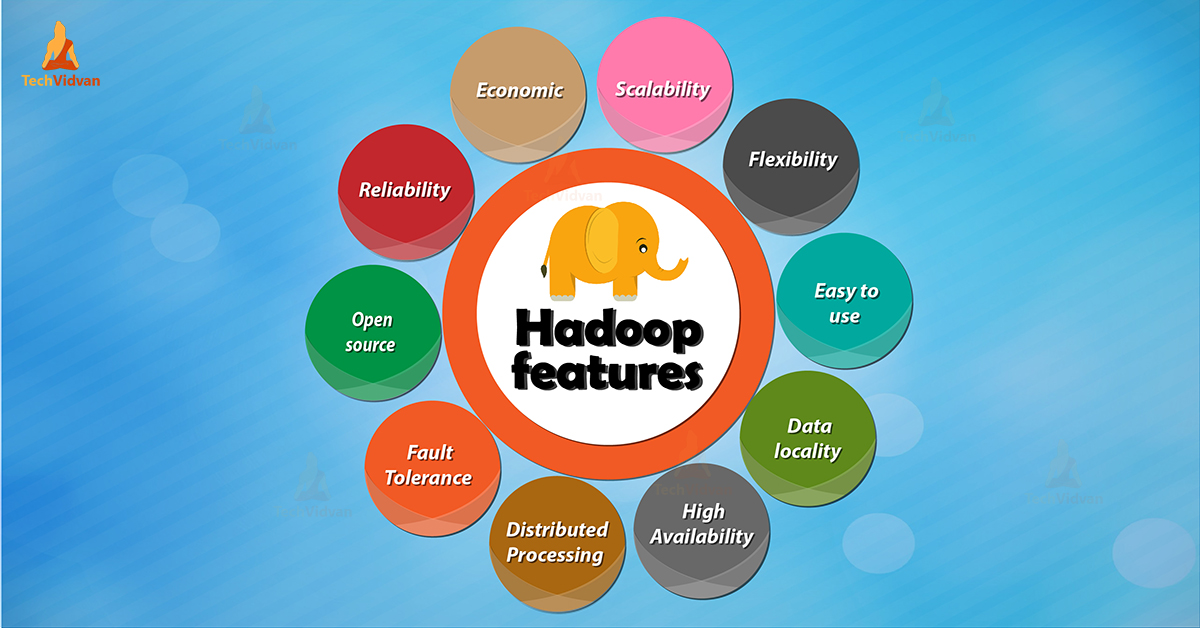 TechVidvan
Economic
Scalability
Reliability
Flexibility
Hadoop
features
Easy to
use
Open
source
Data
locality
Fault
Tolerance
High
Availability
Distributed
Processing